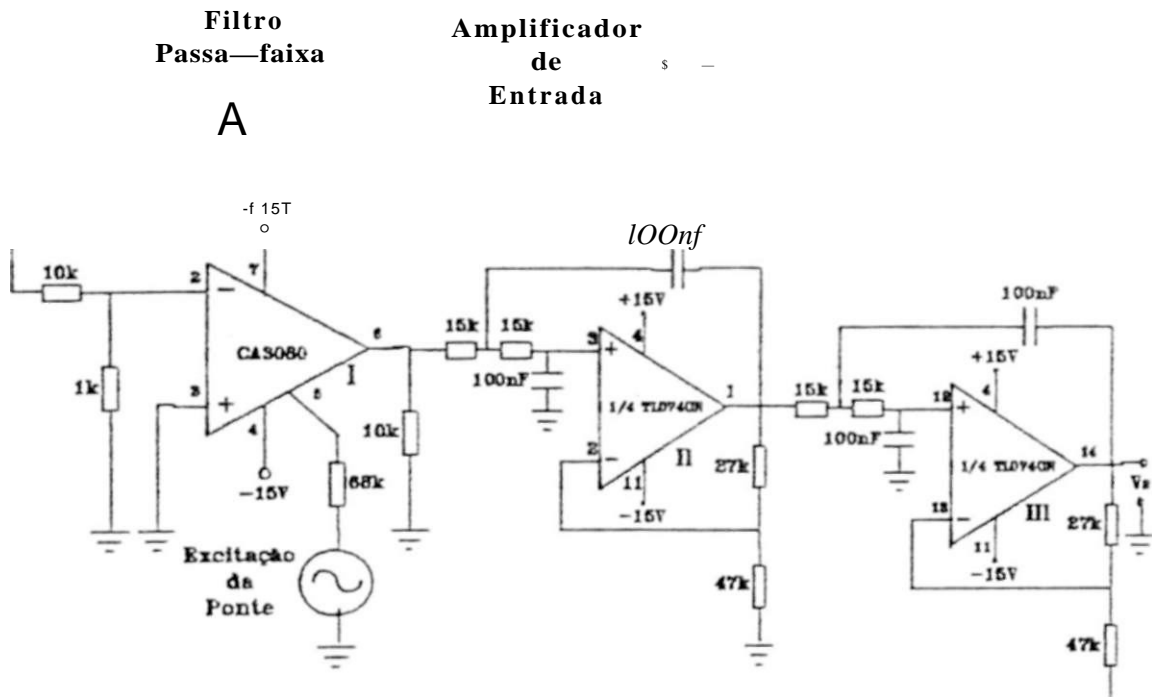 Filtro
Passa—faixa
Amplificador
de
Entrada
$ —
A
-f 15T
o
10k
2
7
1k
3
CA3080
6
I
5
4
-15V
68k
10k
Excitação
da
Ponte
lOOnf
15k
15k
100nF
+15V
4
3
1/4 TL074CN
1
2
II
11
-15V
27k
47k
100nF
15k
15k
100nF
+15V
4
12
1/4 TL074CN
14
13
III
11
-15V
Vs
27k
47k